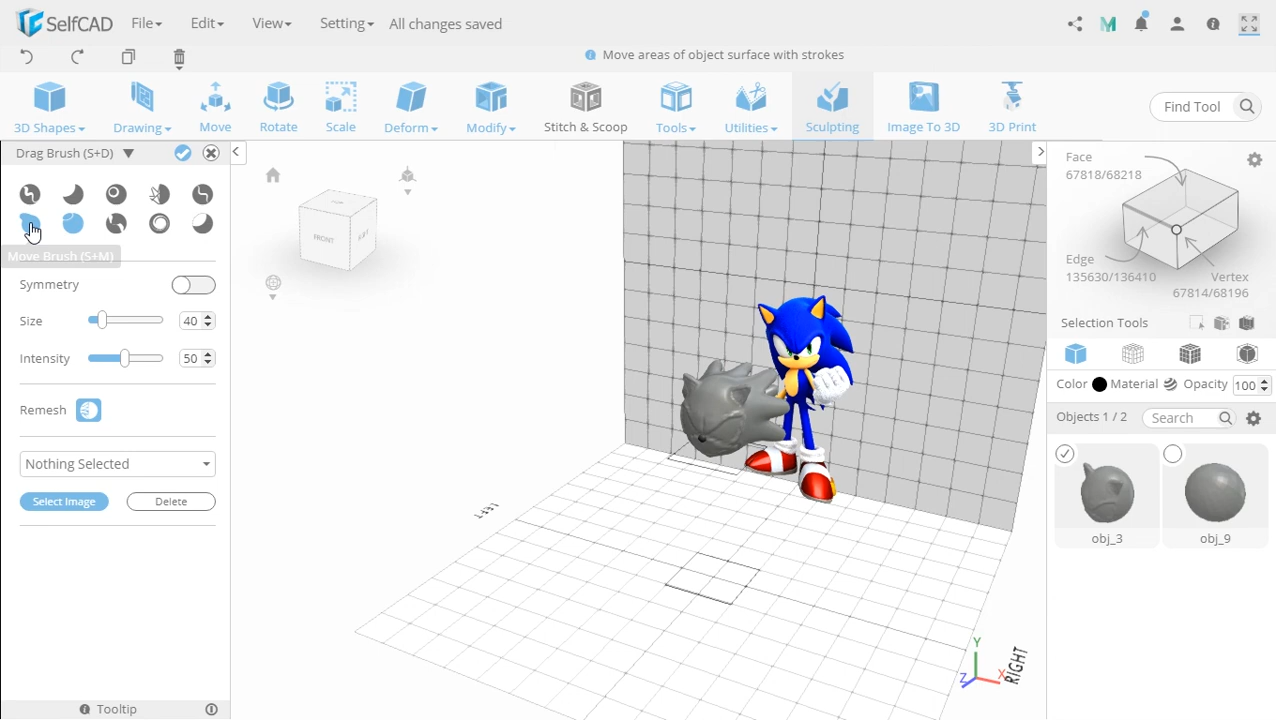 SelfCAD File Edit View Setting All changes saved
Move areas of object surface with strokes
3D Shapes Drawing Move Rotate Scale Deform Modify Stitch & Scoop Tools Utilities Sculpting Image To 3D 3D Print Find Tool
Drag Brush (S+D)
Move Brush (S+M)
Symmetry
Size 40
Intensity 50
Remesh
Nothing Selected
Select Image Delete
Tooltip
FRONT
LEFT
RIGHT
Y
Z
X
Face
67818/68218
Edge
135630/136410
Vertex
67814/68196
Selection Tools
Color Material Opacity 100
Objects 1 / 2 Search
obj_3 obj_9